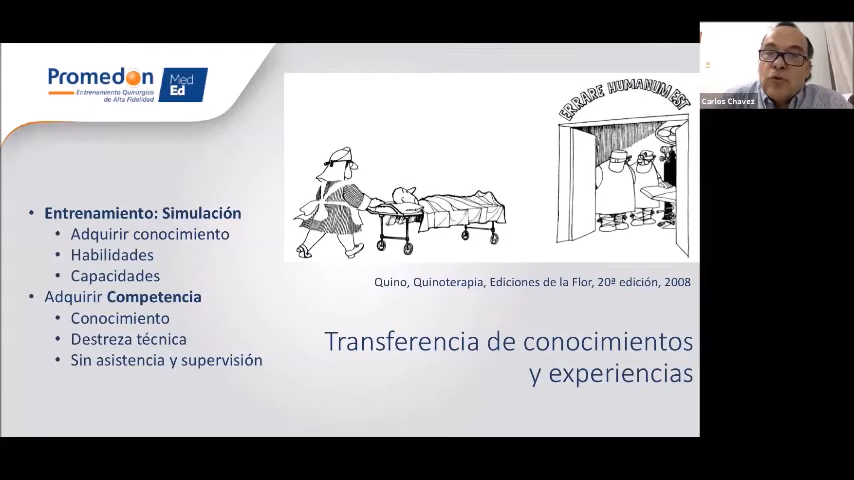 Promedon
Med
Ed
Entrenamiento Quirúrgico
de Alta Fidelidad
ERRARE HUMANUM EST
Carlos Chavez
• Entrenamiento: Simulación
• Adquirir conocimiento
• Habilidades
• Capacidades
• Adquirir Competencia
• Conocimiento
• Destreza técnica
• Sin asistencia y supervisión
Quino, Quinoterapia, Ediciones de la Flor, 20ª edición, 2008
Transferencia de conocimientos
y experiencias